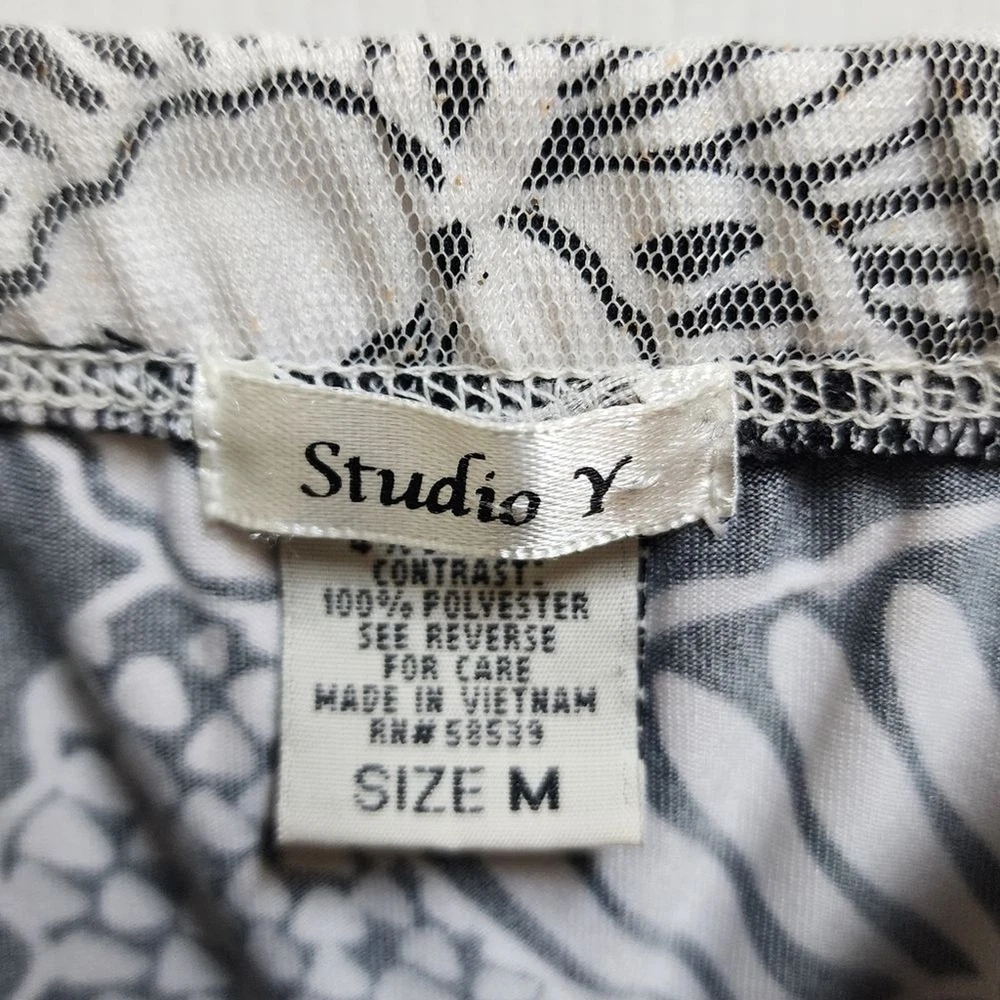 Studio Y
CONTRAST:
100% POLYESTER
SEE REVERSE
FOR CARE
MADE IN VIETNAM
RN# 58539
SIZE M